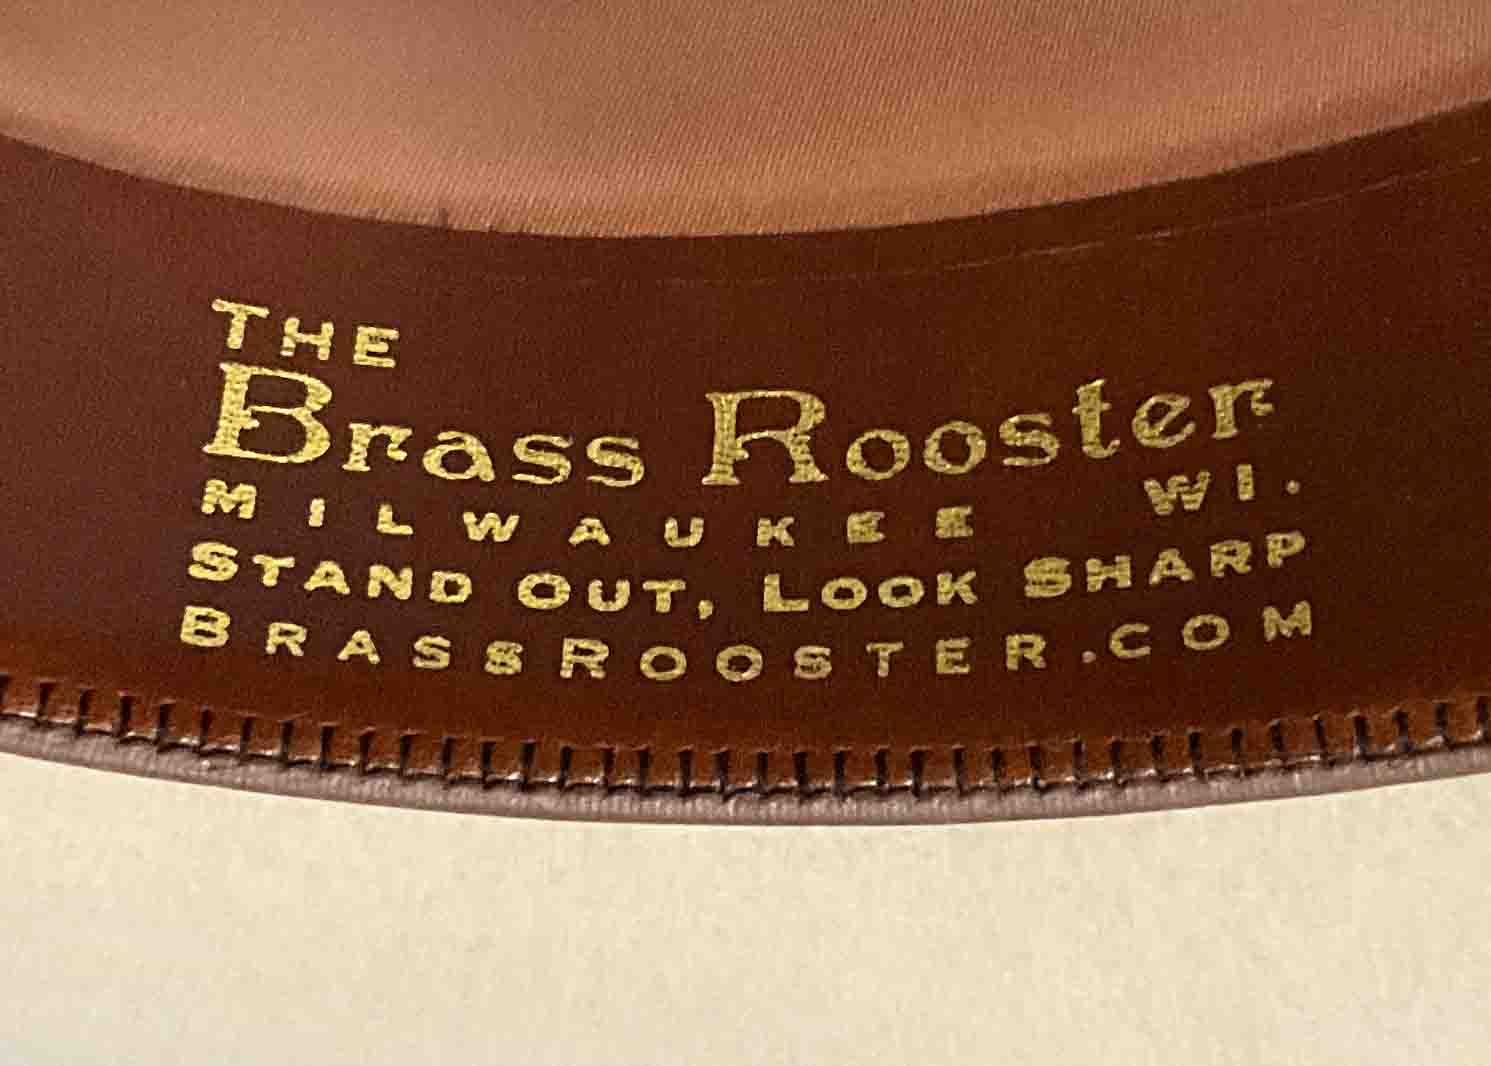 THE
Brass Rooster
MILWAUKEE WI.
STAND OUT, LOOK SHARP
BRASSROOSTER.COM